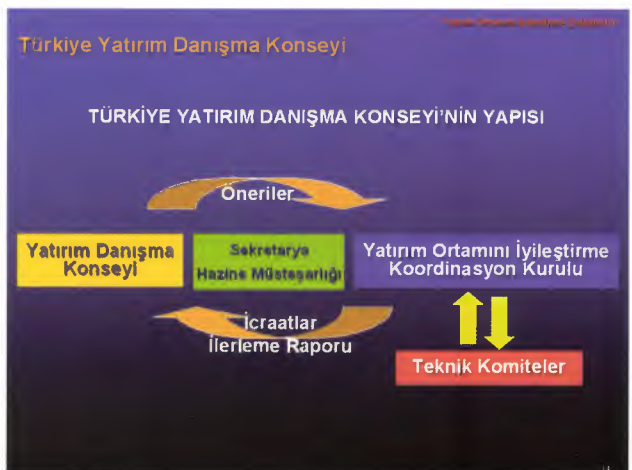 Türkiye Yatırım Danışma Konseyi
TÜRKİYE YATIRIM DANIŞMA KONSEYİ'NİN YAPISI
Öneriler
Yatırım Danışma
Konseyi
Sekretarya
Hazine Müsteşarlığı
Yatırım Ortamını İyileştirme
Koordinasyon Kurulu
İcraatlar
İlerleme Raporu
Teknik Komiteler